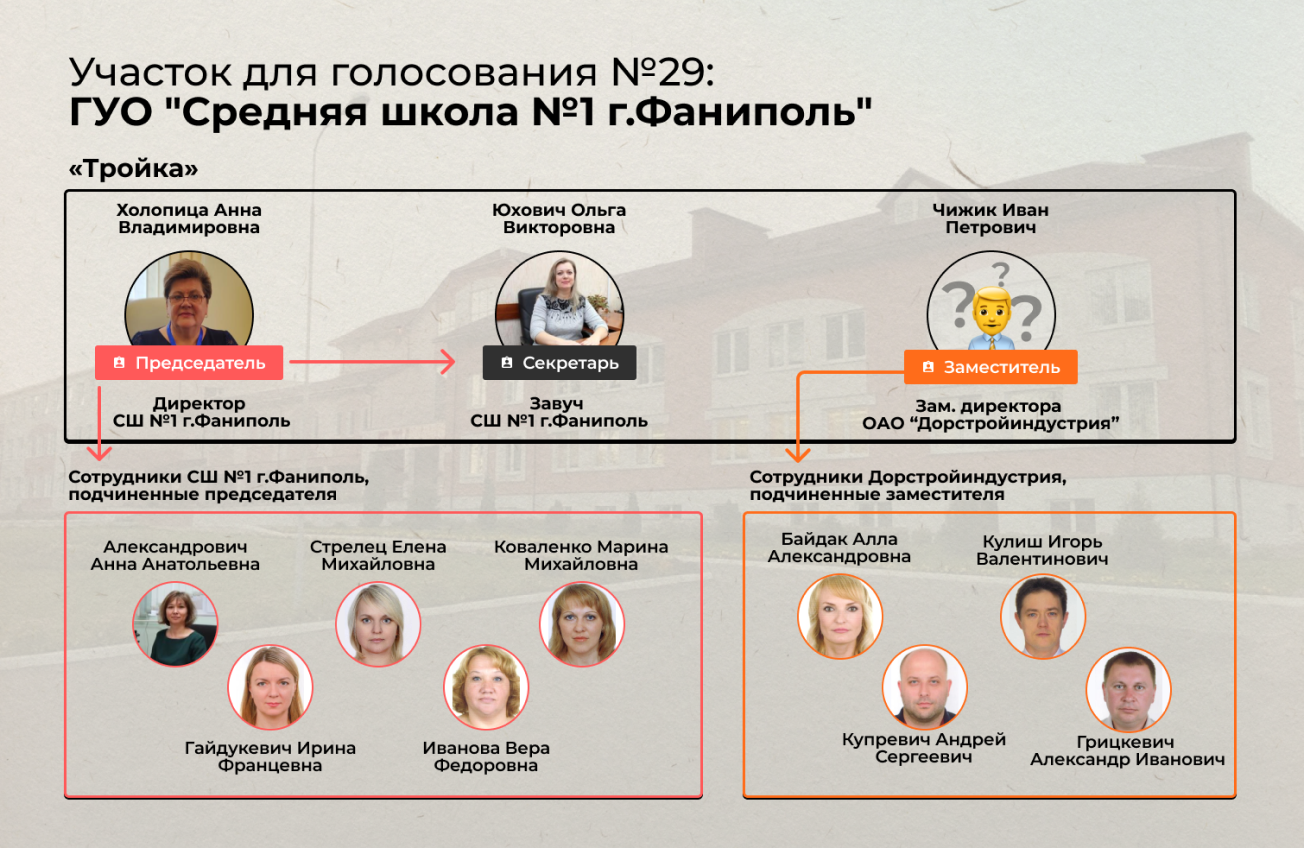 Участок для голосования №29:
ГУО "Средняя школа №1 г.Фаниполь"
«Тройка»
Холопица Анна
Владимировна
Председатель
Директор
СШ №1 г.Фаниполь
Юхович Ольга
Викторовна
Секретарь
Завуч
СШ №1 г.Фаниполь
Чижик Иван
Петрович
? ? ?
Заместитель
Зам. директора
ОАО “Дорстройиндустрия”
Сотрудники СШ №1 г.Фаниполь,
подчиненные председателя
Александрович
Анна Анатольевна
Стрелец Елена
Михайловна
Коваленко Марина
Михайловна
Гайдукевич Ирина
Францевна
Иванова Вера
Федоровна
Сотрудники Дорстройиндустрия,
подчиненные заместителя
Байдак Алла
Александровна
Кулиш Игорь
Валентинович
Купревич Андрей
Сергеевич
Грицкевич
Александр Иванович